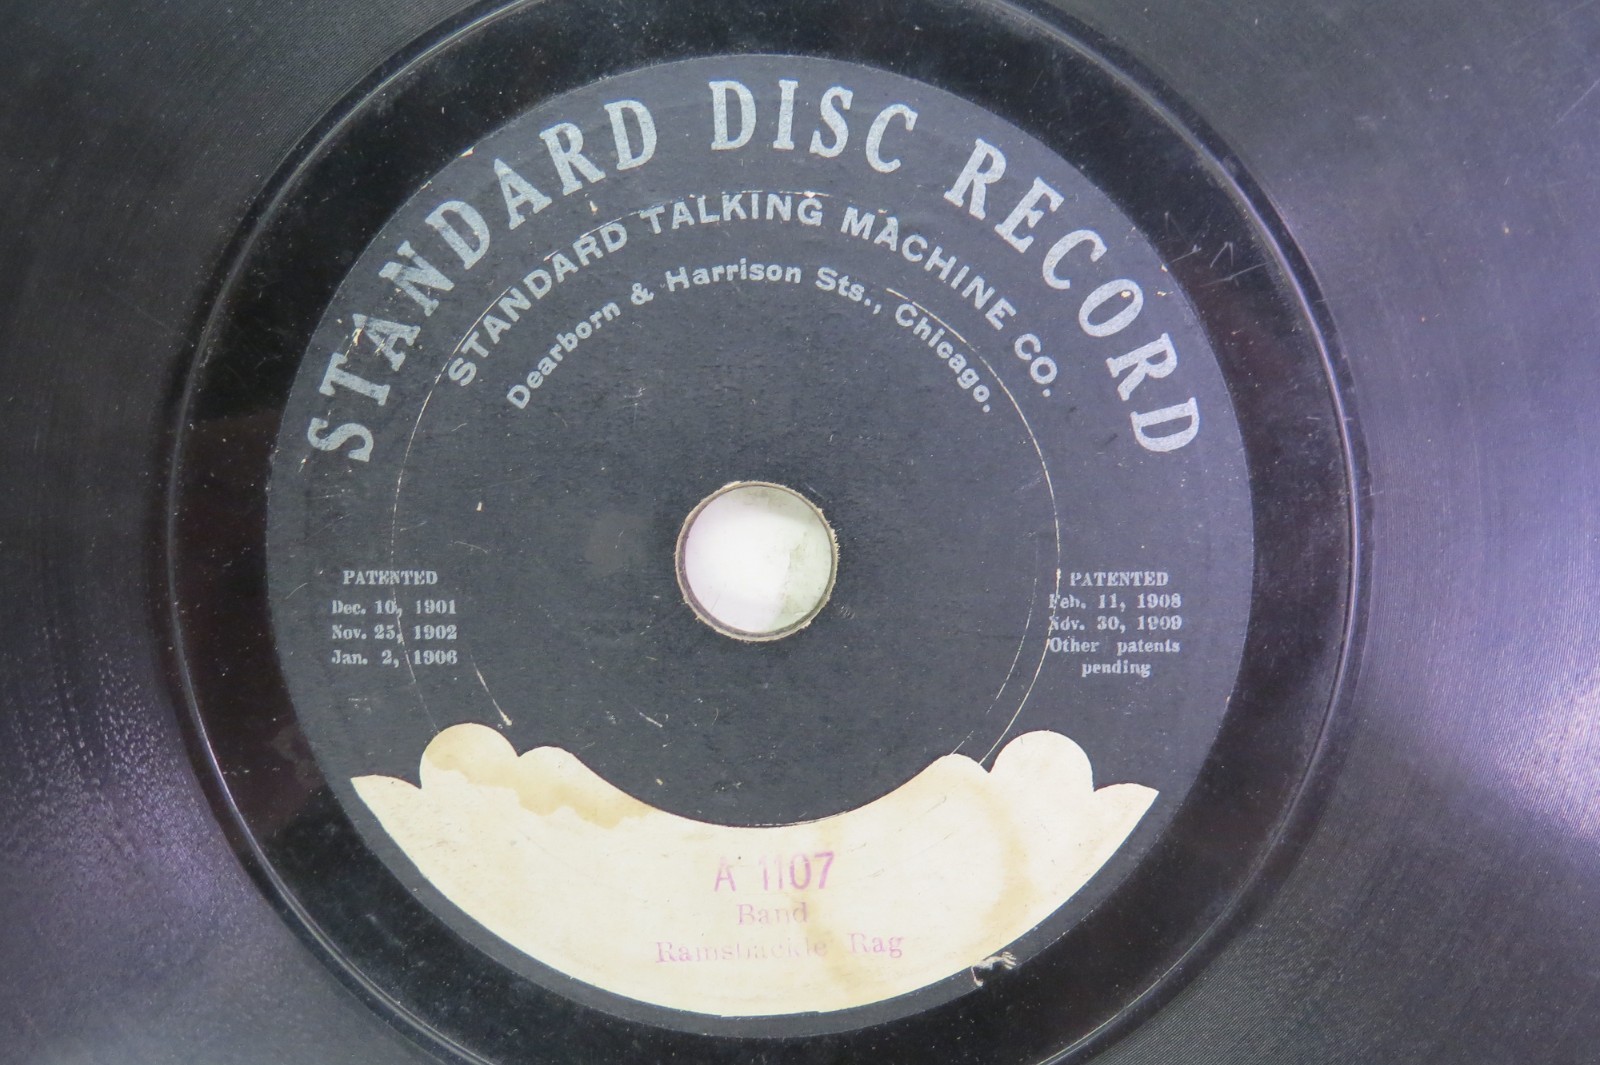 STANDARD DISC RECORD
STANDARD TALKING MACHINE CO.
Dearborn & Harrison Sts., Chicago.
PATENTED
Dec. 10, 1901
Nov. 25, 1902
Jan. 2, 1906
PATENTED
Feb. 11, 1908
Nov. 30, 1909
Other patents
pending
A 1107
Band
Ramshackle Rag